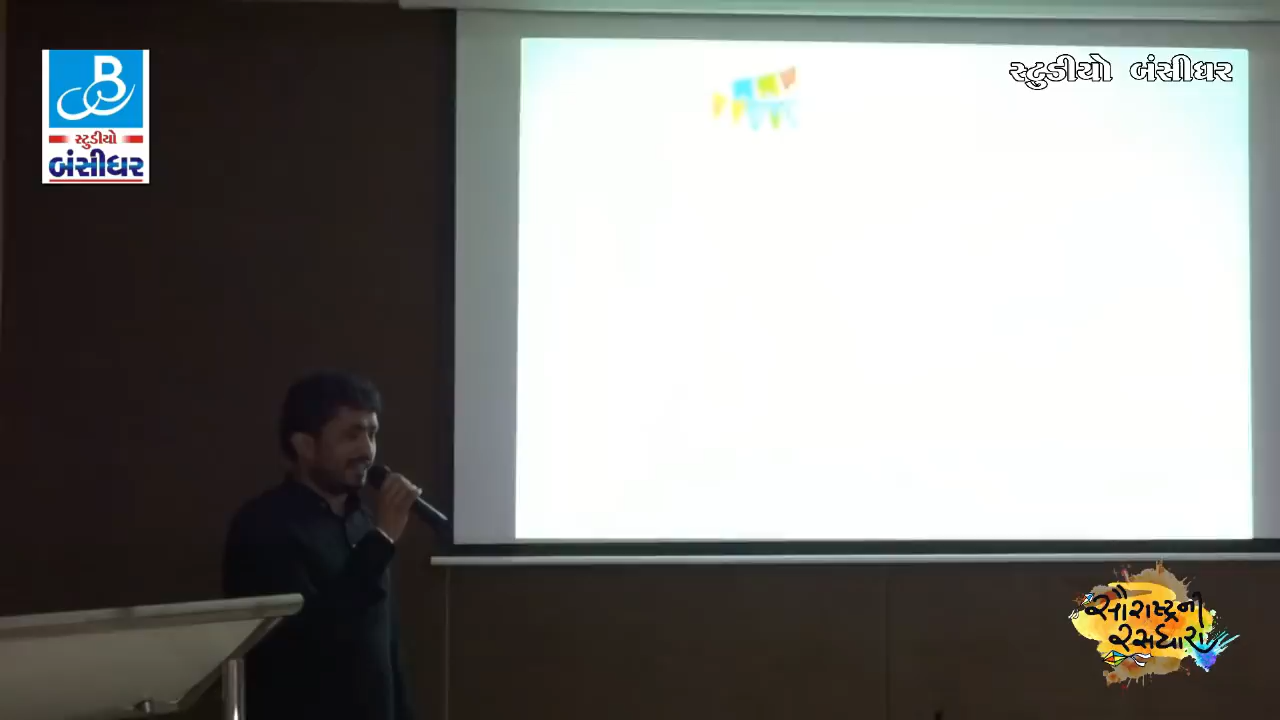 B
સ્ટુડીયો
બંસીધર
સ્ટુડીયો બંસીધર
સૌરાષ્ટ્રની
રસધાર